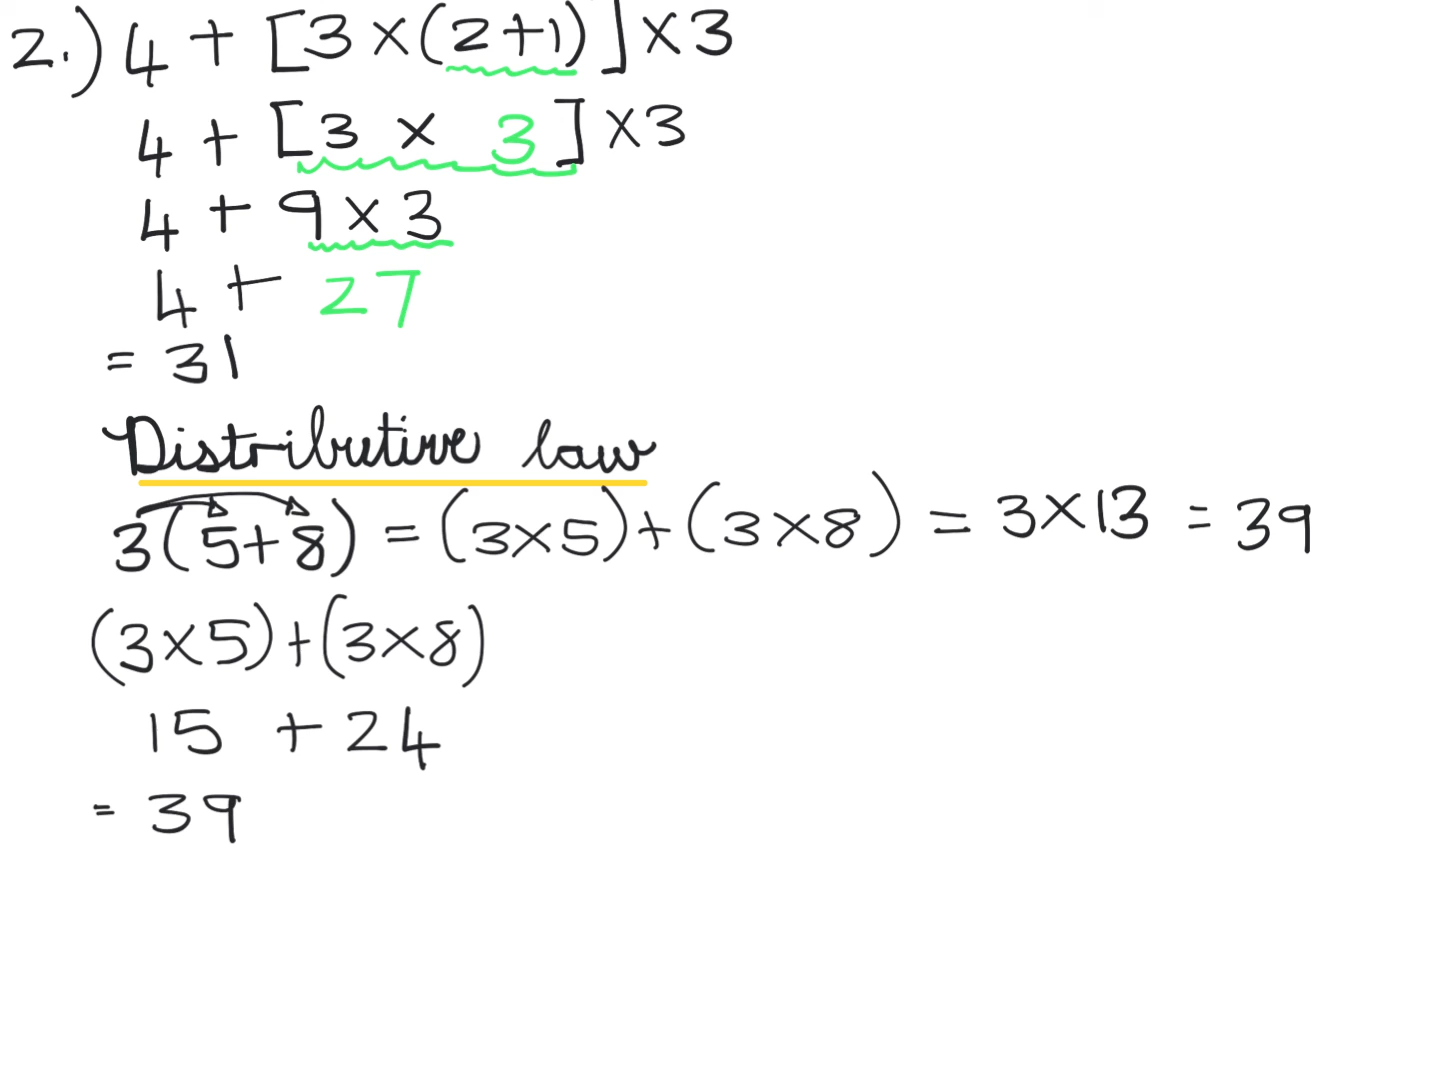 2.) 4 + [3 × (2+1)] × 3
4 + [3 × 3] × 3
4 + 9 × 3
4 + 27
= 31
Distributive law
3(5+8) = (3×5)+(3×8) = 3×13 = 39
(3×5)+(3×8)
15 + 24
= 39